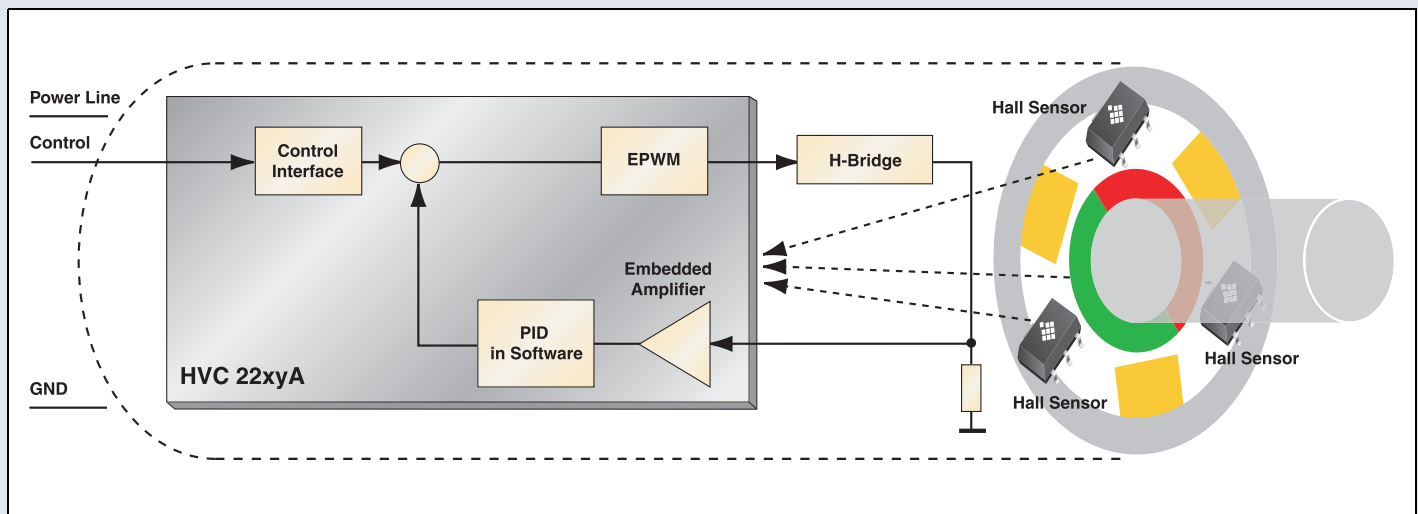 Power Line
Control
GND
Control
Interface
EPWM
H-Bridge
Embedded
Amplifier
PID
in Software
HVC 22xyA
Hall Sensor
Hall Sensor
Hall Sensor